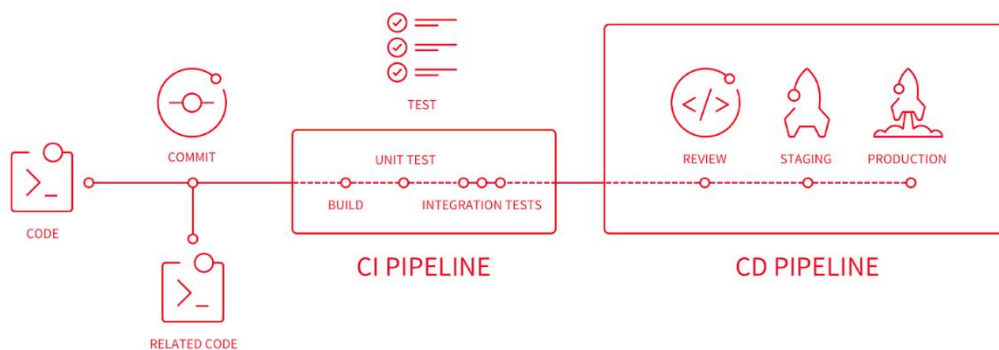 TEST
COMMIT
REVIEW
STAGING
PRODUCTION
UNIT TEST
BUILD
INTEGRATION TESTS
CODE
CI PIPELINE
CD PIPELINE
RELATED CODE